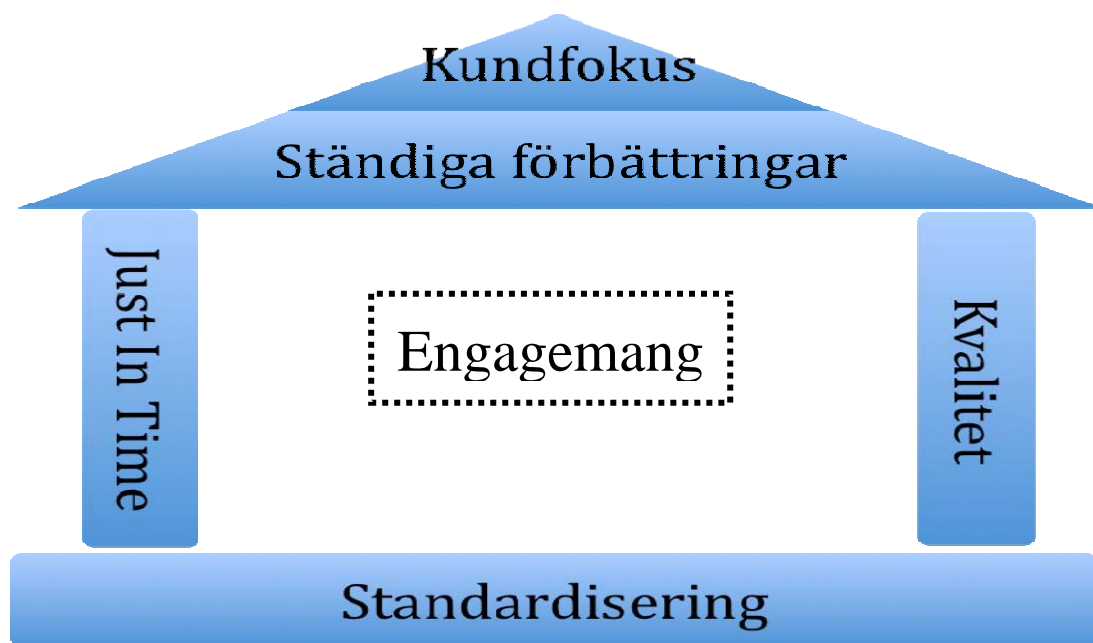 Kundfokus
Ständiga förbättringar
Just In Time
Engagemang
Kvalitet
Standardisering